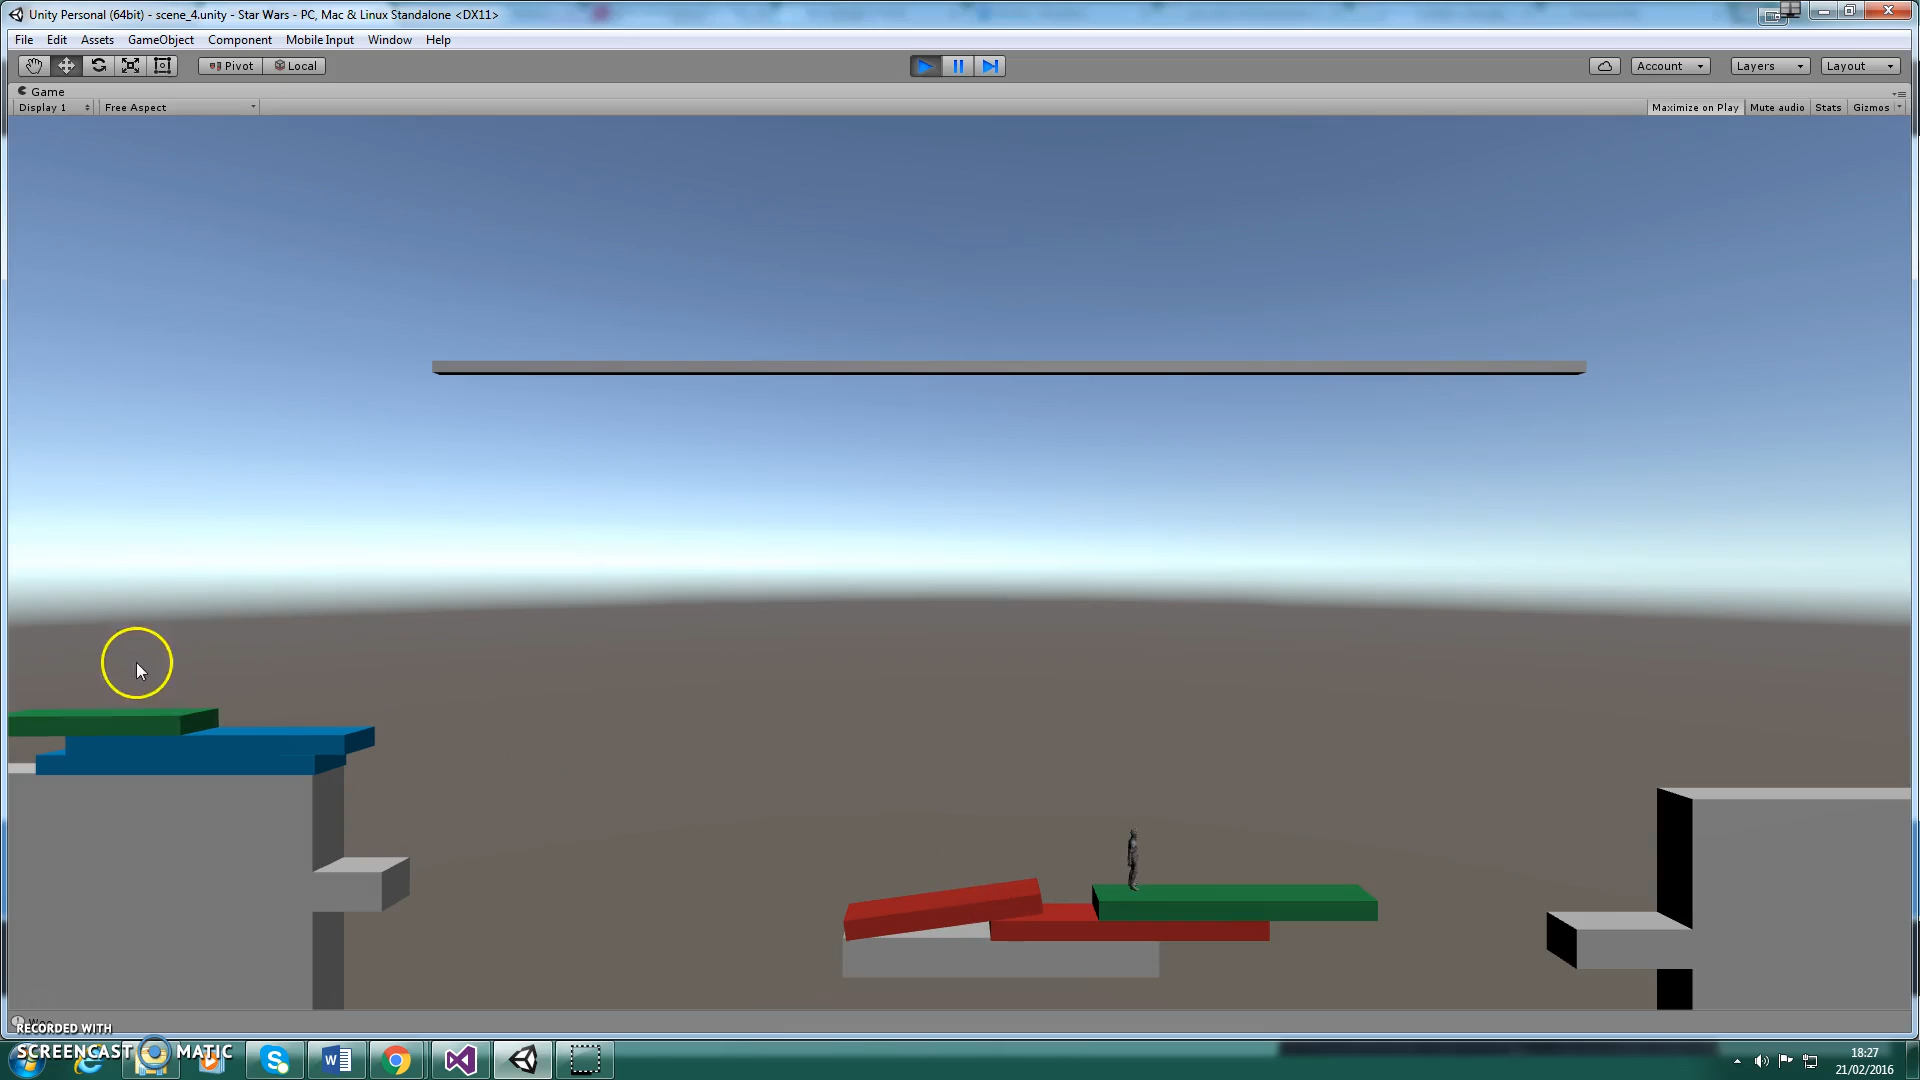 Unity Personal (64bit) - scene_4.unity - Star Wars - PC, Mac & Linux Standalone <DX11>
File Edit Assets GameObject Component Mobile Input Window Help
Pivot Local Account Layers Layout
Game
Display 1 Free Aspect Maximize on Play Mute audio Stats Gizmos
RECORDED WITH
SCREENCAST MATIC
18:27
21/02/2016